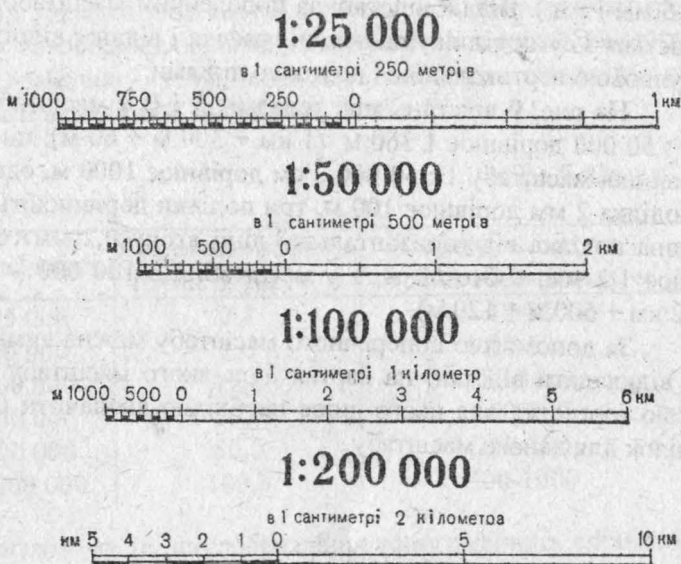 1:25 000
в 1 сантиметрі 250 метрів
м 1000 750 500 250 0 1 км
1:50 000
в 1 сантиметрі 500 метрів
м 1000 500 0 1 2 км
1:100 000
в 1 сантиметрі 1 кілометр
м 1000 500 0 1 2 3 4 5 6 км
1:200 000
в 1 сантиметрі 2 кілометра
км 5 4 3 2 1 0 5 10 км